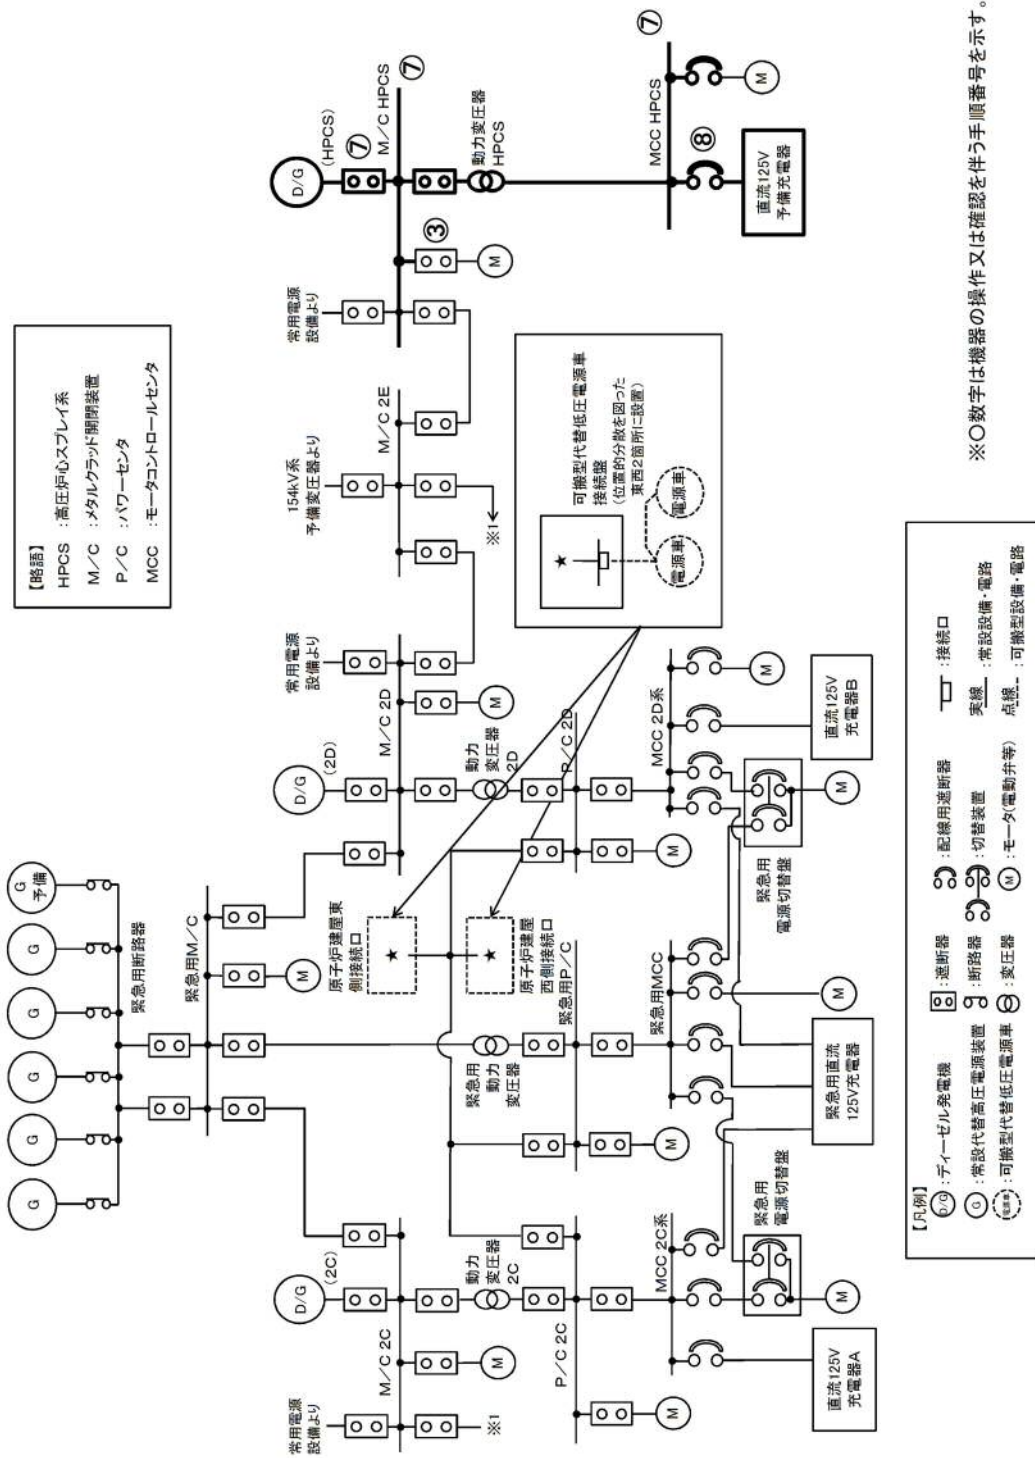 G
G
G
G
G
G
予備
緊急用断路器
緊急用M/C
M
【略語】
HPCS :高圧炉心スプレイ系
M/C :メタルクラッド開閉装置
P/C :パワーセンタ
MCC :モータコントロールセンタ
常用電源
設備より
D/G
(2C)
M/C 2C
※1
M
動力
変圧器
2C
P/C 2C
M
MCC 2C系
M
直流125V
充電器A
緊急用
電源切替盤
緊急用
動力
変圧器
緊急用P/C
M
緊急用MCC
M
緊急用直流
125V充電器
原子炉建屋東
側接続口
★
原子炉建屋
西側接続口
★
D/G
(2D)
常用電源
設備より
M/C 2D
M
動力
変圧器
2D
P/C 2D
M
MCC 2D系
M
緊急用
電源切替盤
M
直流125V
充電器B
154kV系
予備変圧器より
M/C 2E
※1
可搬型代替低圧電源車
接続盤
(位置的分散を図った
東西2箇所に設置)
★
電源車
電源車
常用電源
設備より
D/G
(HPCS)
⑦
M/C HPCS
⑦
③
M
動力変圧器
HPCS
MCC HPCS
⑦
⑧
M
直流125V
予備充電器
【凡例】
D/G :ディーゼル発電機
G :常設代替高圧電源装置
電源車 :可搬型代替低圧電源車
:遮断器
:断路器
:変圧器
:配線用遮断器
:切替装置
M :モータ(電動弁等)
:接続口
実線 :常設設備・電路
点線 :可搬型設備・電路
※○数字は機器の操作又は確認を伴う手順番号を示す。